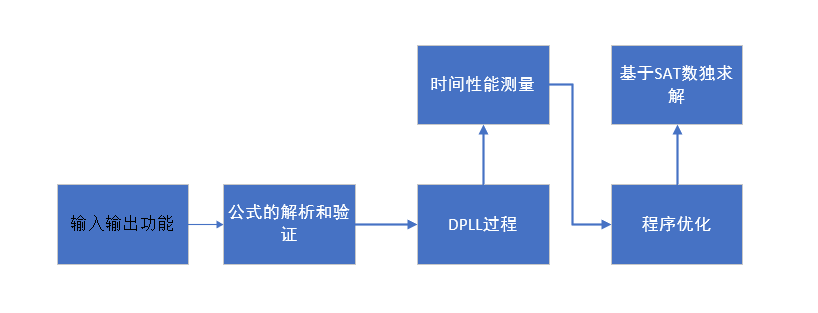 时间性能测量
基于SAT数独求
解
输入输出功能
公式的解析和验
证
DPLL过程
程序优化